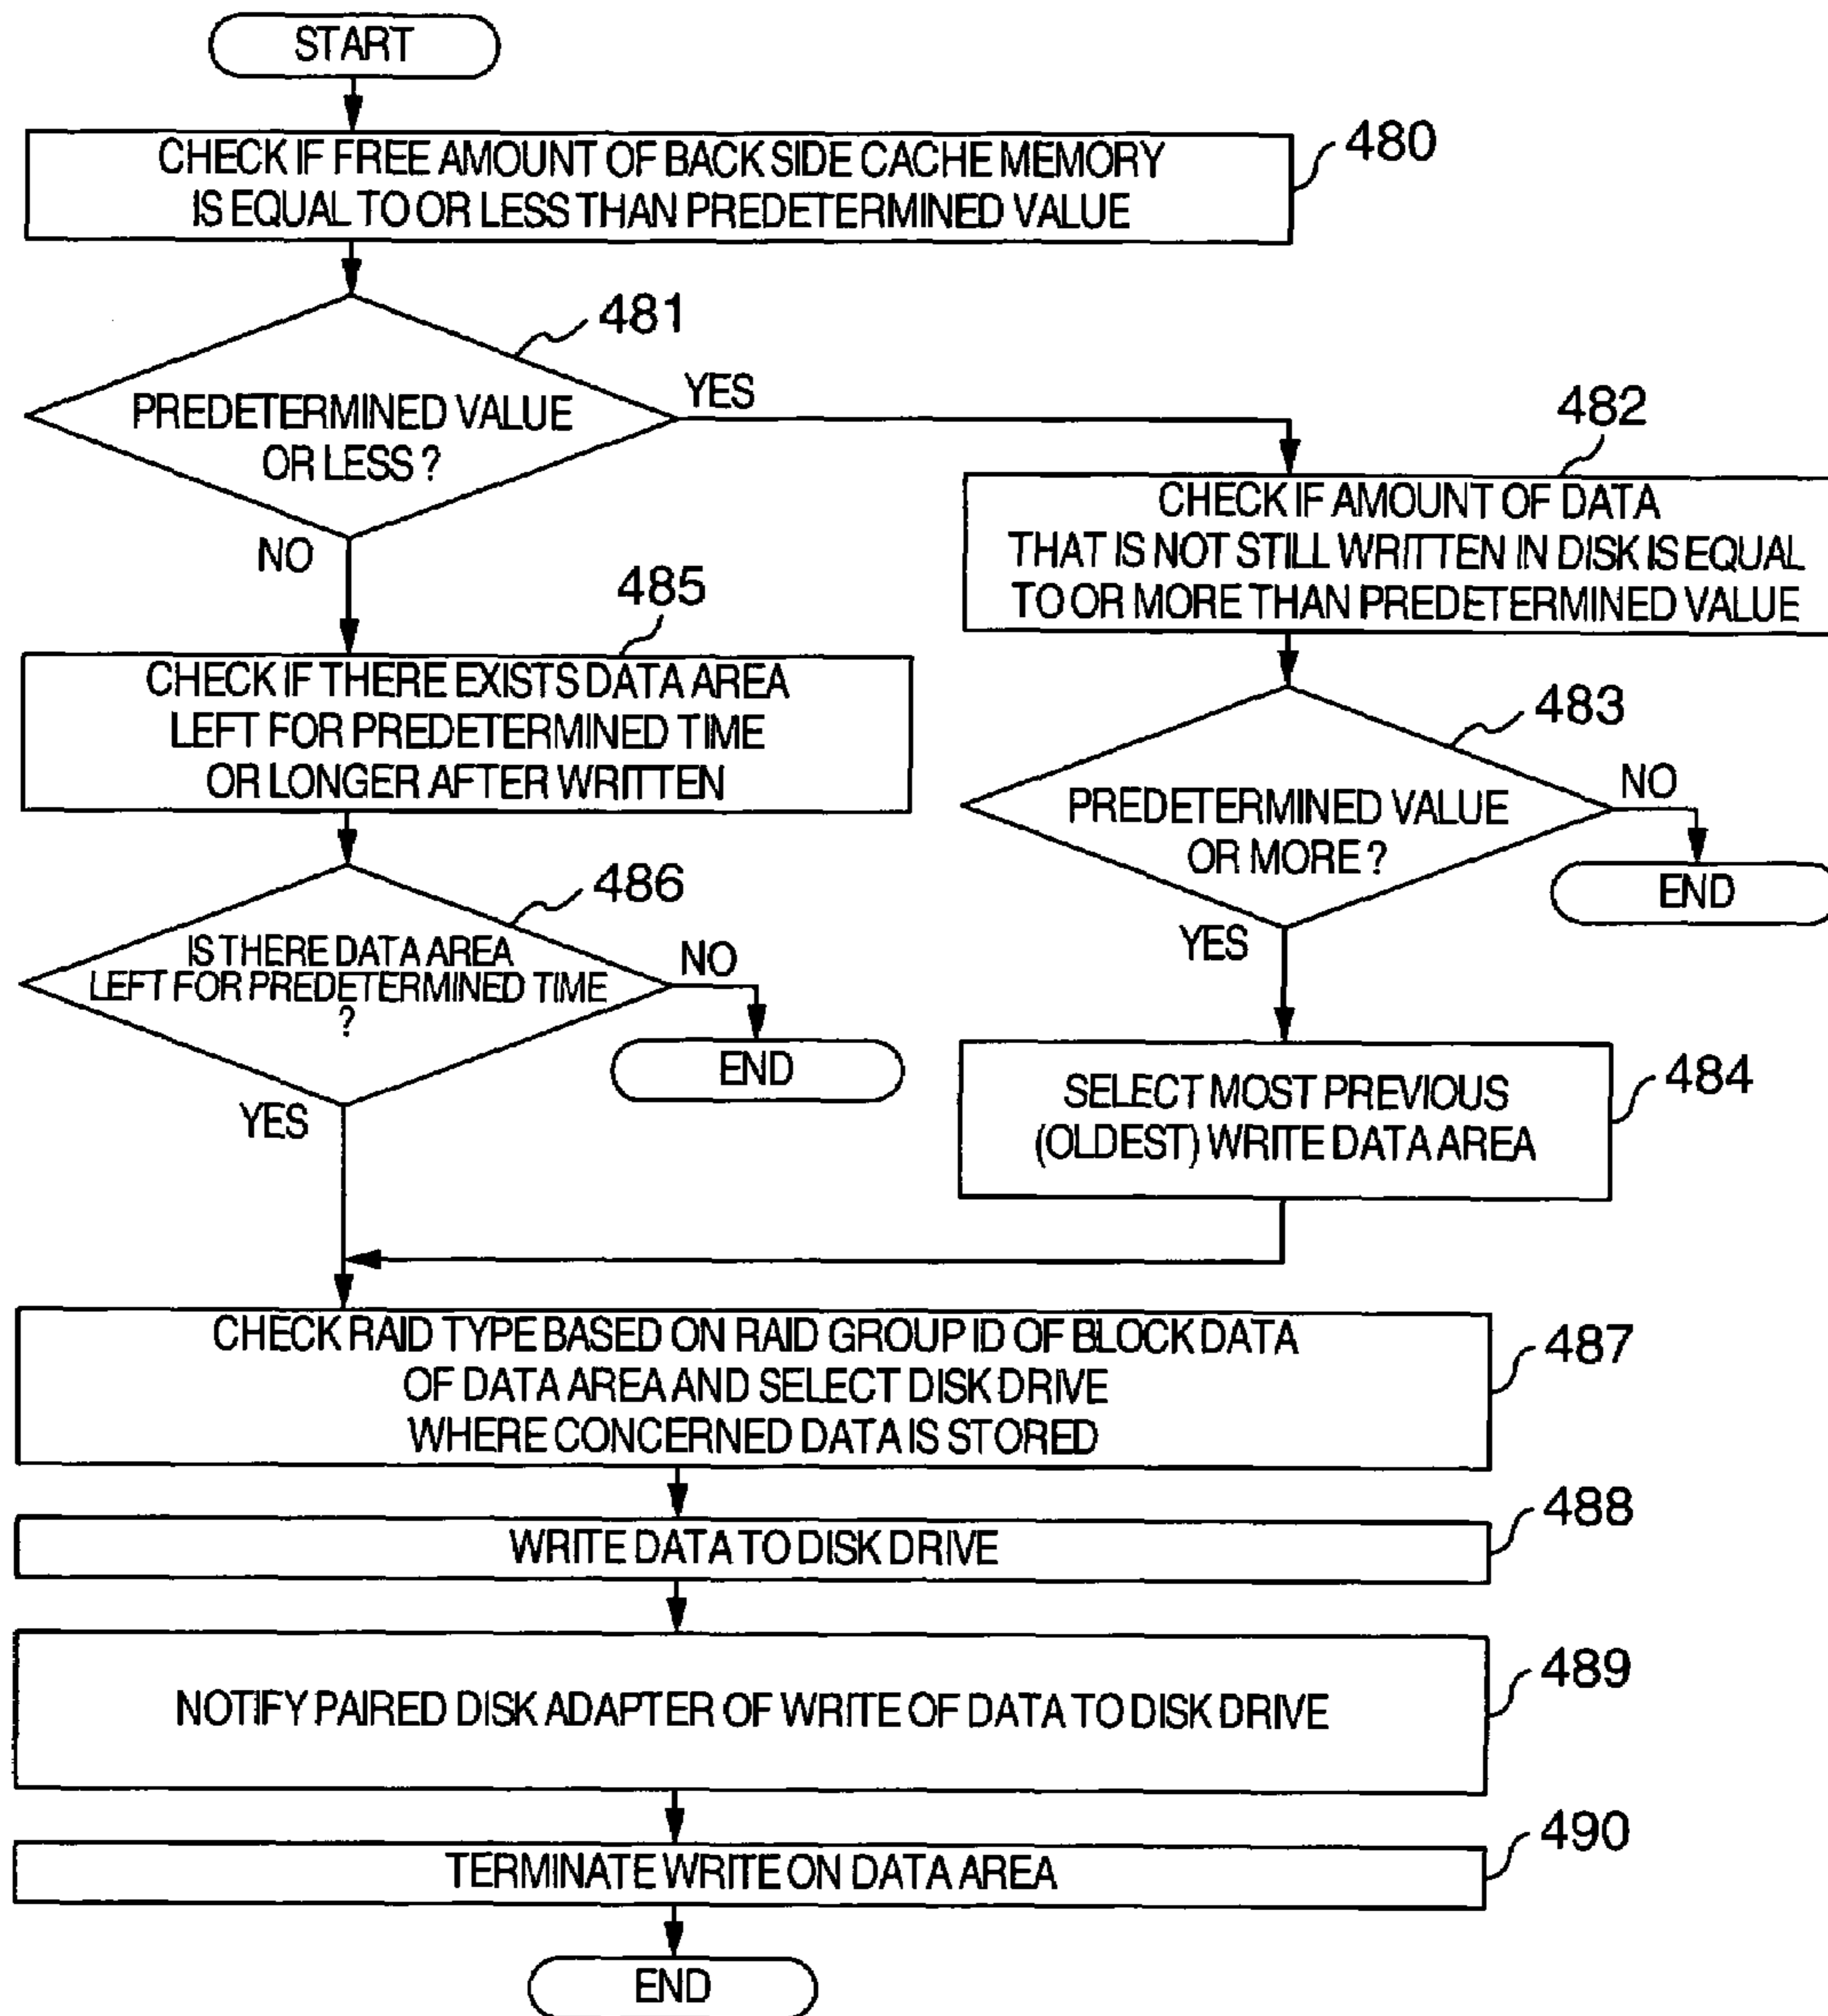 START
CHECK IF FREE AMOUNT OF BACK SIDE CACHE MEMORY
IS EQUAL TO OR LESS THAN PREDETERMINED VALUE
480
481
PREDETERMINED VALUE
OR LESS ?
YES
NO
482
CHECK IF AMOUNT OF DATA
THAT IS NOT STILL WRITTEN IN DISK IS EQUAL
TO OR MORE THAN PREDETERMINED VALUE
485
CHECK IF THERE EXISTS DATA AREA
LEFT FOR PREDETERMINED TIME
OR LONGER AFTER WRITTEN
483
PREDETERMINED VALUE
OR MORE ?
NO
END
YES
486
IS THERE DATA AREA
LEFT FOR PREDETERMINED TIME
?
NO
END
YES
484
SELECT MOST PREVIOUS
(OLDEST) WRITE DATA AREA
CHECK RAID TYPE BASED ON RAID GROUP ID OF BLOCK DATA
OF DATA AREA AND SELECT DISK DRIVE
WHERE CONCERNED DATA IS STORED
487
WRITE DATA TO DISK DRIVE
488
NOTIFY PAIRED DISK ADAPTER OF WRITE OF DATA TO DISK DRIVE
489
TERMINATE WRITE ON DATA AREA
490
END